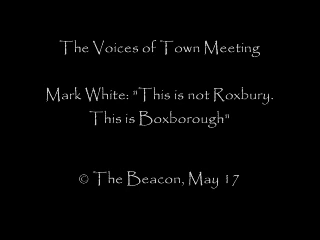 The Voices of Town Meeting
Mark White: "This is not Roxbury.
This is Boxborough"
© The Beacon, May 17